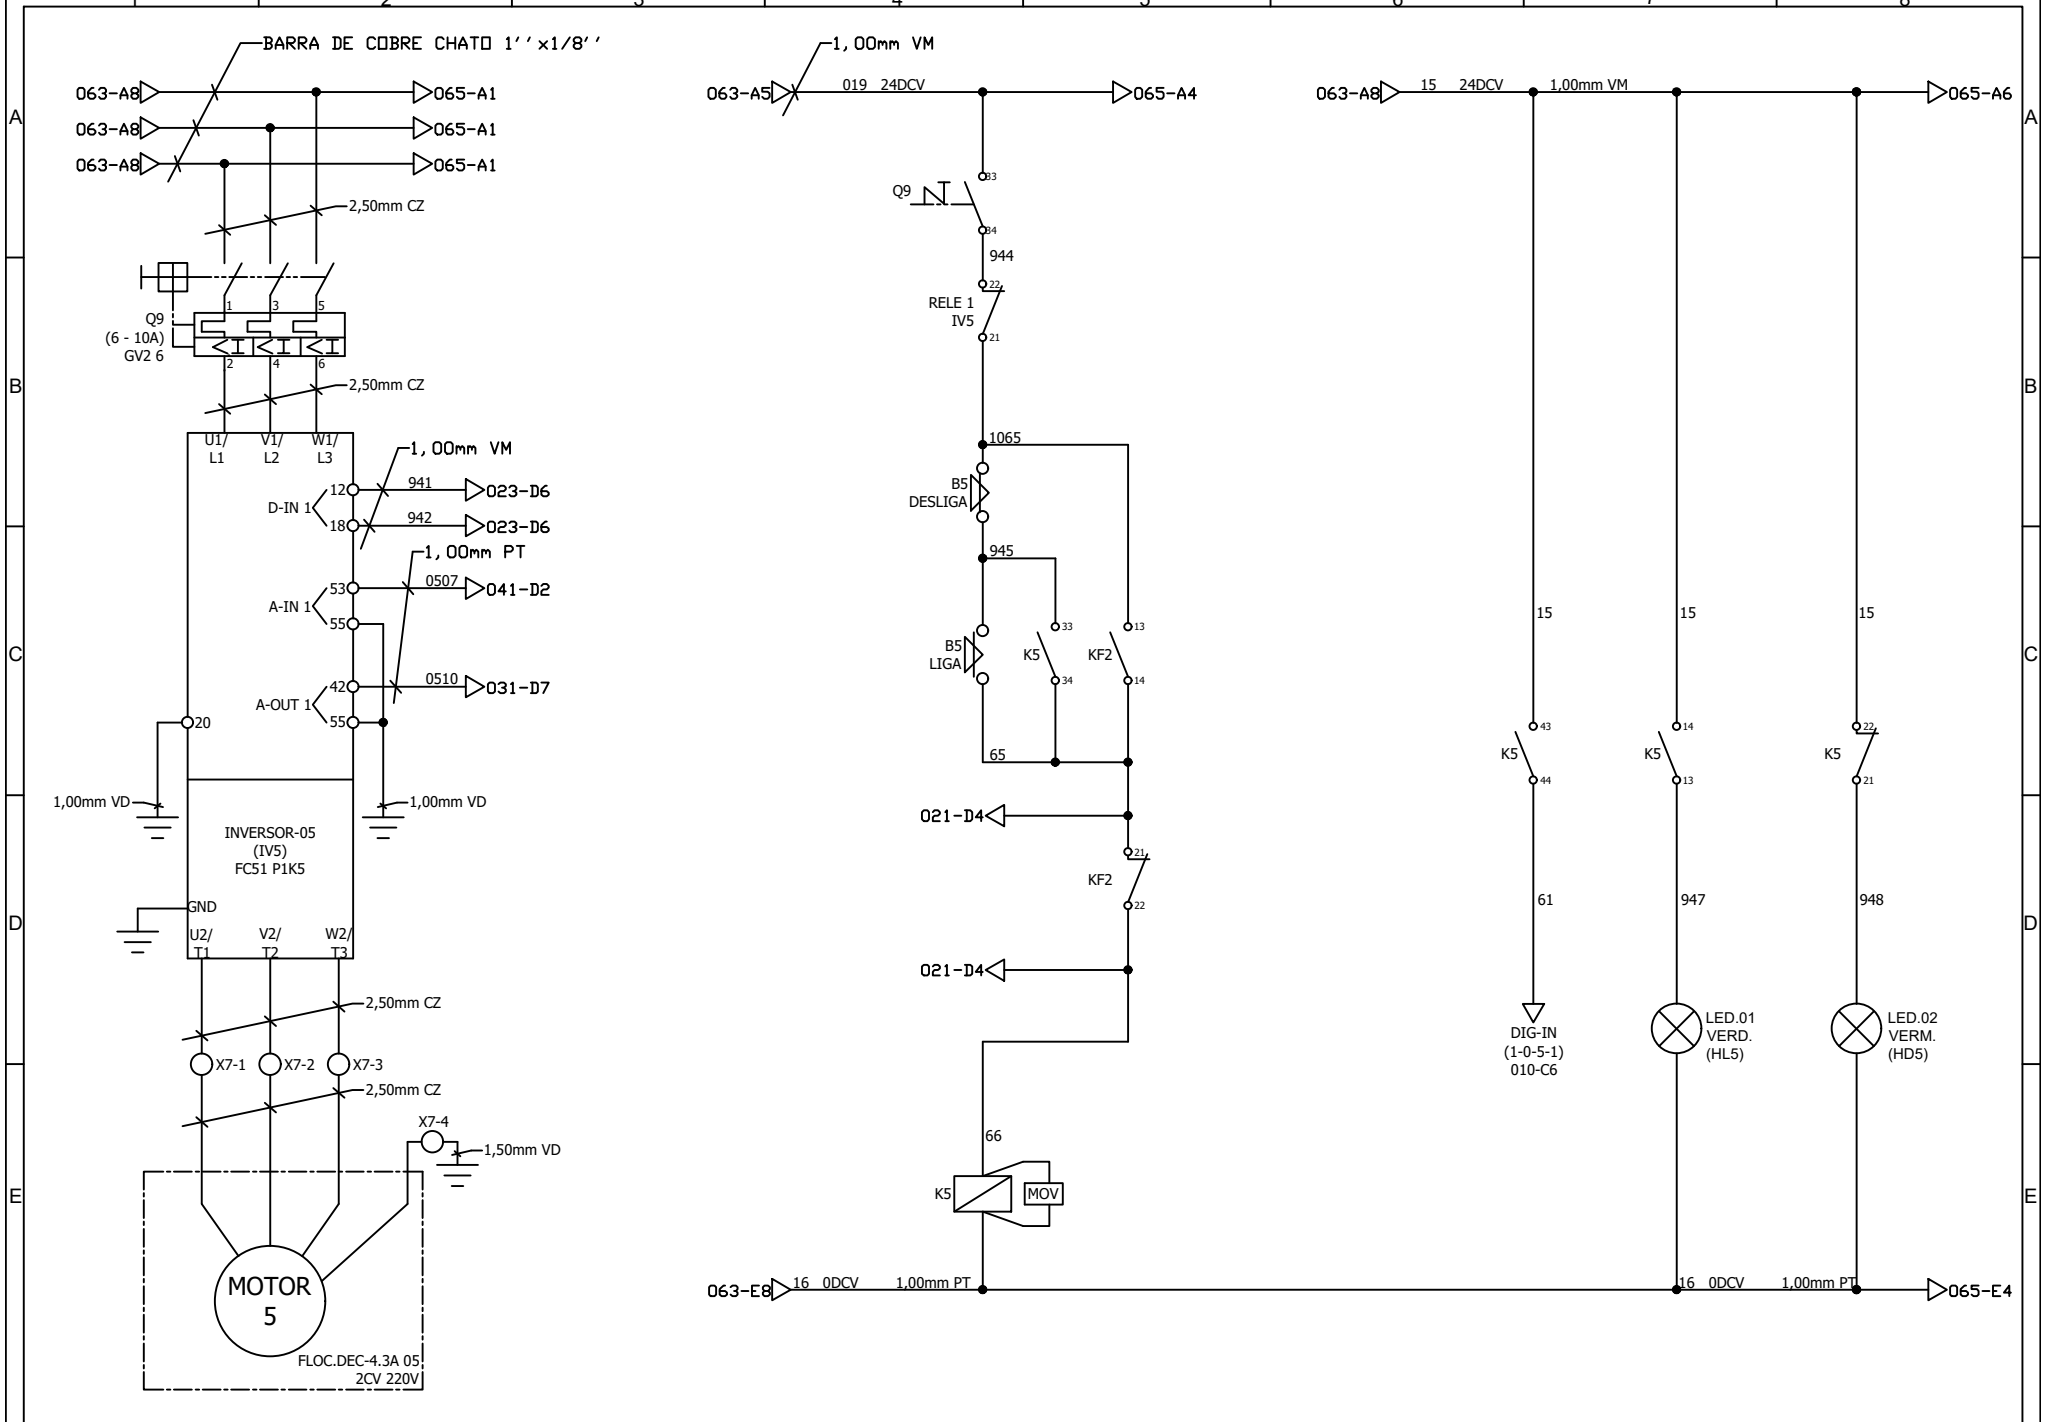 2 3 4 5 6 7 8
BARRA DE COBRE CHATO 1''x1/8''
063-A8 065-A1
063-A8 065-A1
063-A8 065-A1
2,50mm CZ
Q9
(6 - 10A)
GV2 6
1 3 5
2 4 6
2,50mm CZ
U1/ V1/ W1/
L1 L2 L3
1,00mm VM
D-IN 1
12 941 023-D6
18 942 023-D6
1,00mm PT
A-IN 1
53 0507 041-D2
55
A-OUT 1
42 0510 031-D7
55
20
1,00mm VD
1,00mm VD
INVERSOR-05
(IV5)
FC51 P1K5
GND
U2/ V2/ W2/
T1 T2 T3
2,50mm CZ
X7-1 X7-2 X7-3
2,50mm CZ
X7-4
1,50mm VD
MOTOR
5
FLOC.DEC-4.3A 05
2CV 220V
1,00mm VM
063-A5 019 24DCV 065-A4
Q9
33
34
944
RELE 1
IV5
22
21
1065
B5
DESLIGA
945
B5
LIGA
K5
33
34
KF2
13
14
65
021-D4
KF2
21
22
021-D4
66
K5
MOV
063-E8 16 0DCV 1,00mm PT 16 0DCV 1,00mm PT 065-E4
063-A8 15 24DCV 1,00mm VM 065-A6
15 15 15
K5
43
44
K5
14
13
K5
22
21
61 947 948
DIG-IN
(1-0-5-1)
010-C6
LED.01
VERD.
(HL5)
LED.02
VERM.
(HD5)
A A
B B
C C
D D
E E